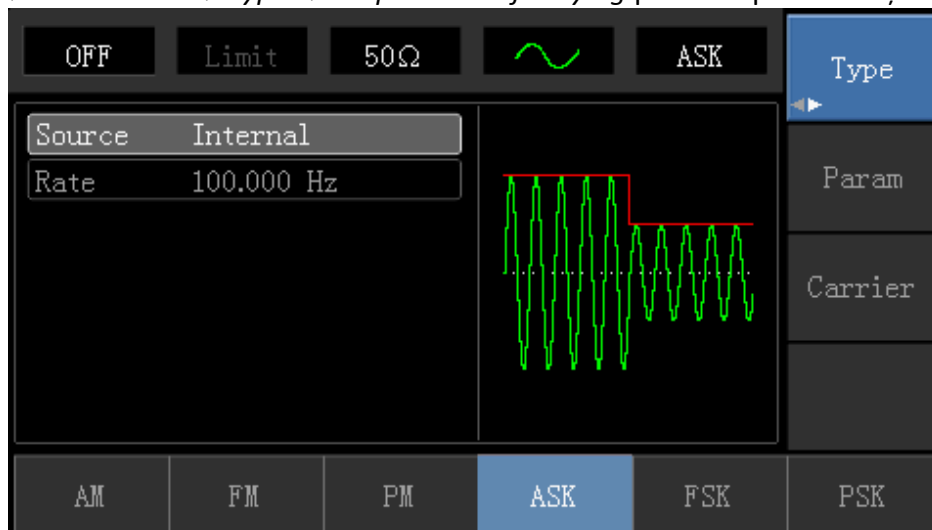 OFF Limit 50Ω ASK Type
Source Internal
Rate 100.000 Hz
Param
Carrier
AM FM PM ASK FSK PSK